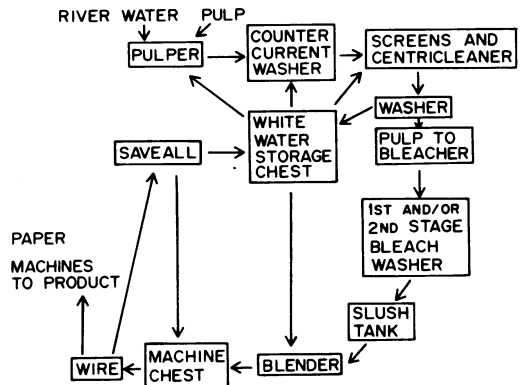 RIVER WATER PULP
PULPER
COUNTER
CURRENT
WASHER
SCREENS AND
CENTRICLEANER
WASHER
PULP TO
BLEACHER
WHITE
WATER
STORAGE
CHEST
SAVEALL
1ST AND/OR
2ND STAGE
BLEACH
WASHER
PAPER
MACHINES
TO PRODUCT
SLUSH
TANK
WIRE
MACHINE
CHEST
BLENDER